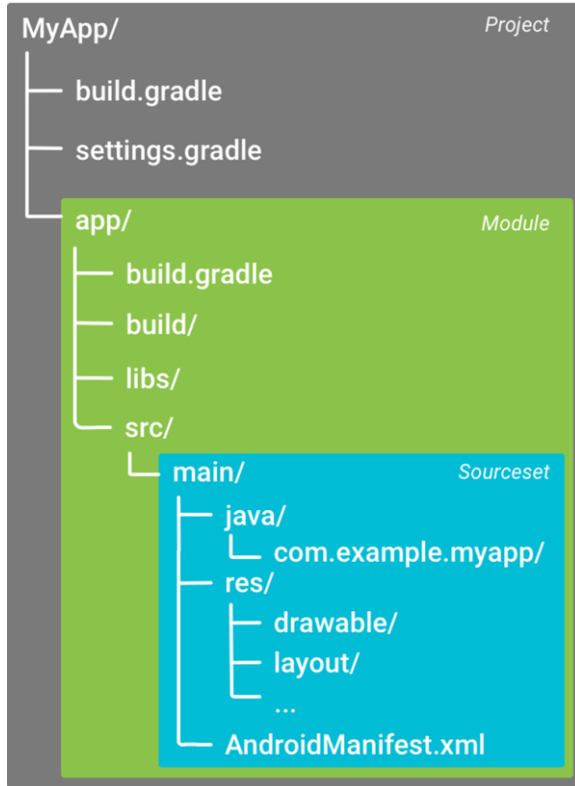 MyApp/ Project
build.gradle
settings.gradle
app/ Module
build.gradle
build/
libs/
src/
main/ Sourceset
java/
com.example.myapp/
res/
drawable/
layout/
...
AndroidManifest.xml